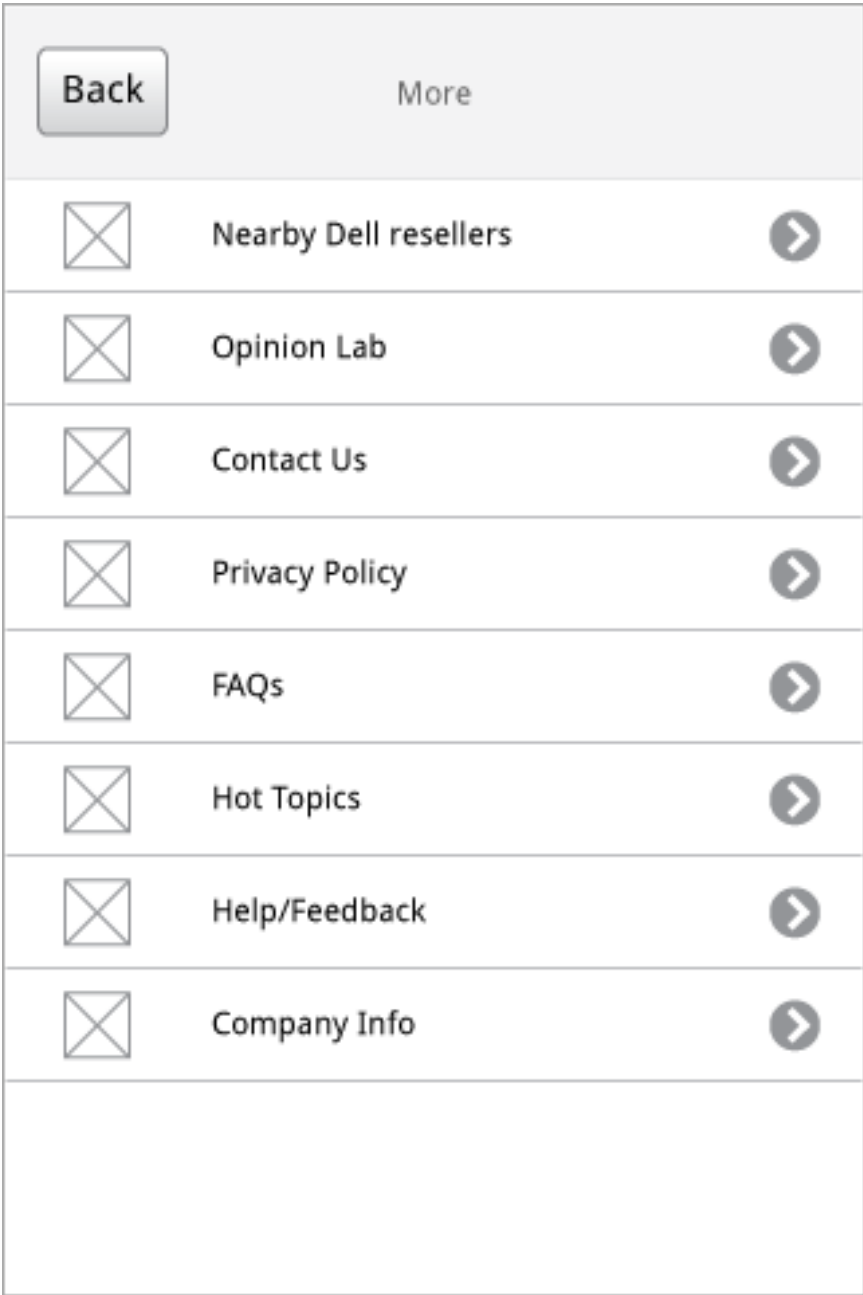 Back
More
Nearby Dell resellers
Opinion Lab
Contact Us
Privacy Policy
FAQs
Hot Topics
Help/Feedback
Company Info